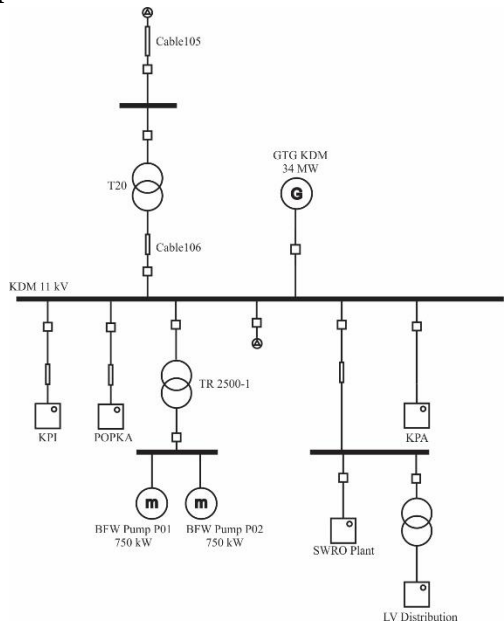 Cable105
T20
GTG KDM
34 MW
G
Cable106
KDM 11 kV
TR 2500-1
KPI
POPKA
KPA
m
m
BFW Pump P01
750 kW
BFW Pump P02
750 kW
SWRO Plant
LV Distribution